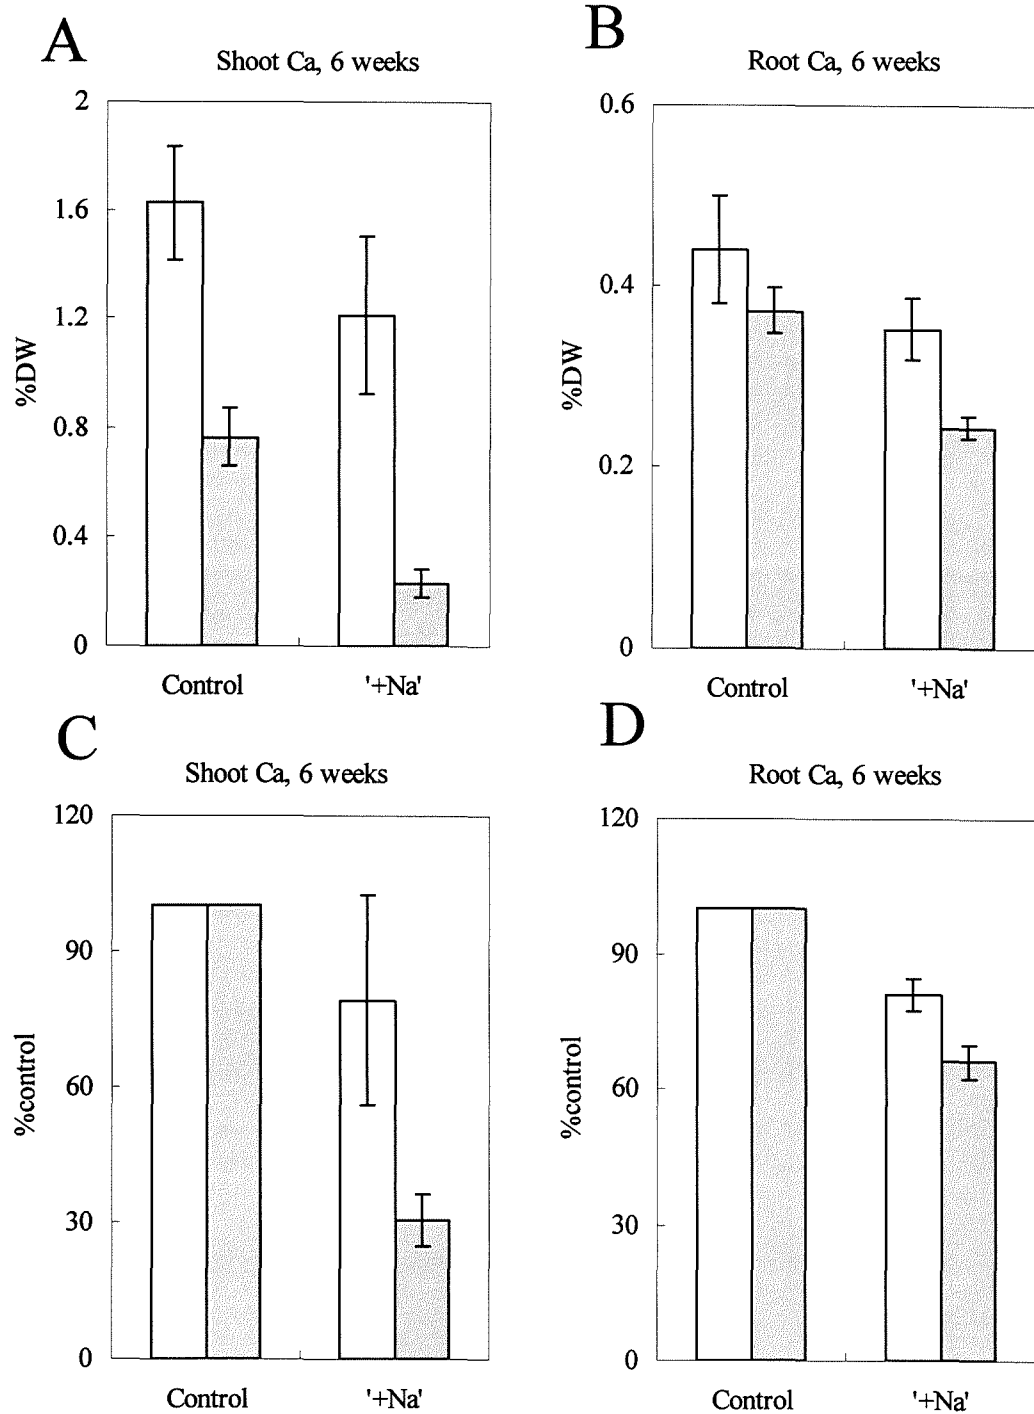 A
Shoot Ca, 6 weeks
2
1.6
1.2
0.8
0.4
0
%DW
Control
'+Na'
B
Root Ca, 6 weeks
0.6
0.4
0.2
0
%DW
Control
'+Na'
C
Shoot Ca, 6 weeks
120
90
60
30
0
%control
Control
'+Na'
D
Root Ca, 6 weeks
120
90
60
30
0
%control
Control
'+Na'